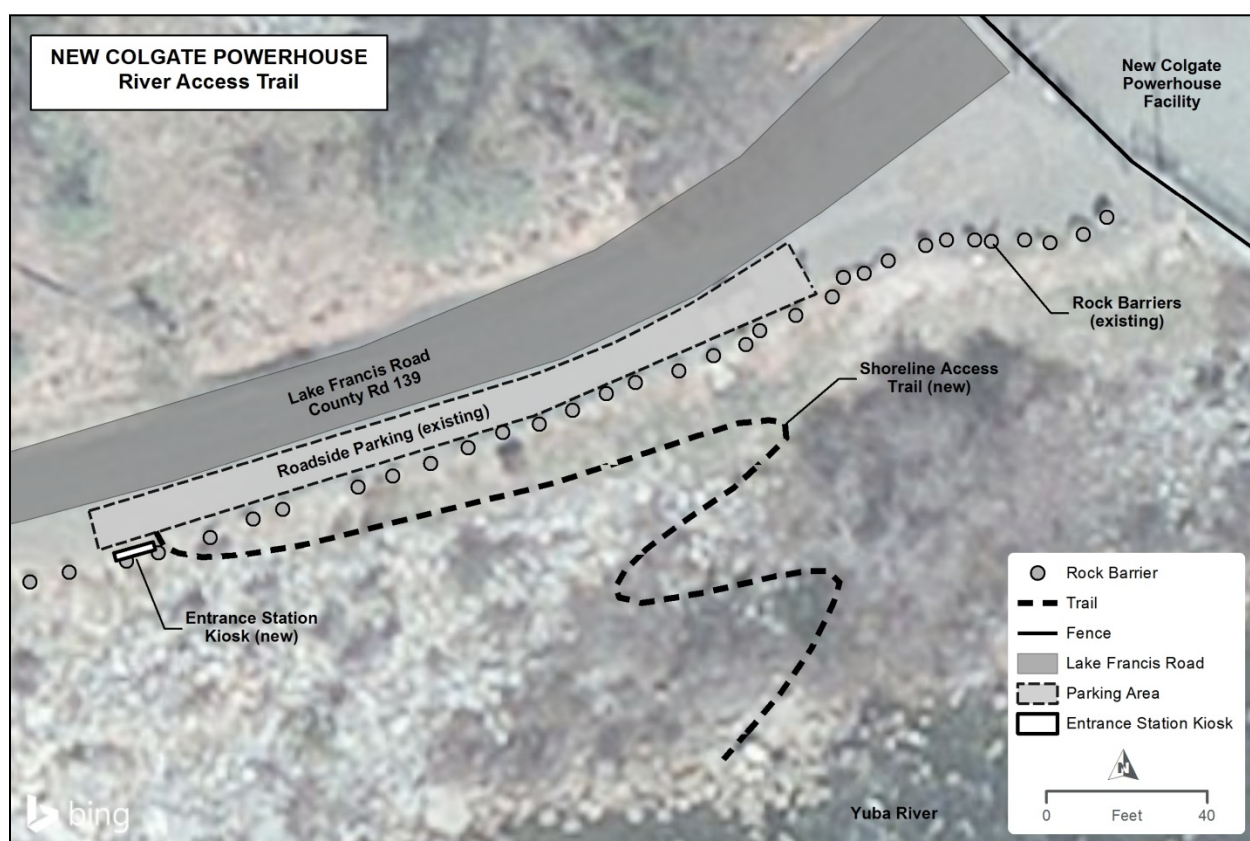 NEW COLGATE POWERHOUSE
River Access Trail
New Colgate
Powerhouse
Facility
Rock Barriers
(existing)
Lake Francis Road
County Rd 139
Shoreline Access
Trail (new)
Roadside Parking (existing)
Entrance Station
Kiosk (new)
Rock Barrier
Trail
Fence
Lake Francis Road
Parking Area
Entrance Station Kiosk
N
0 Feet 40
Yuba River
bing